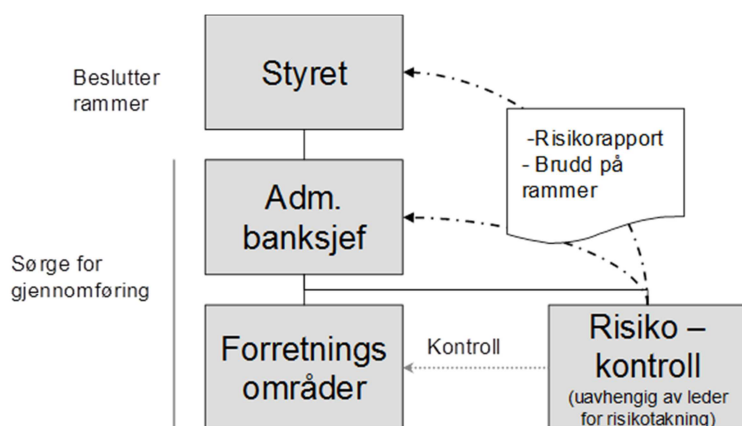 Styret
Beslutter
rammer
-Risikorapport
- Brudd på
rammer
Adm.
banksjef
Sørge for
gjennomføring
Forretnings
områder
Kontroll
Risiko –
kontroll
(uavhengig av leder
for risikotakning)